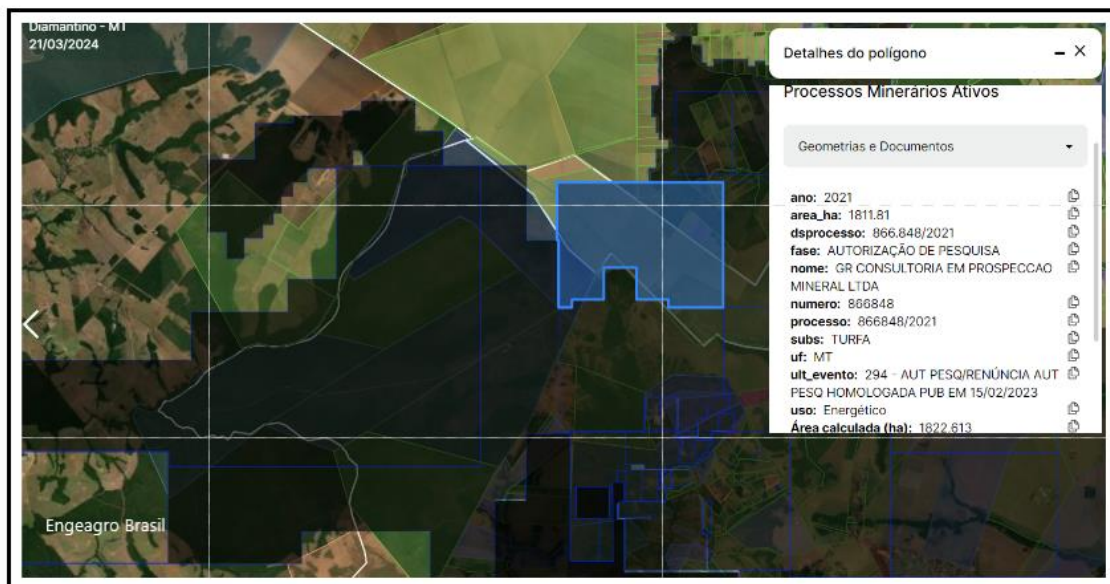 Diamantino - MT
21/03/2024
Detalhes do polígono
Processos Minerários Ativos
Geometrias e Documentos
ano: 2021
area_ha: 1811.81
dsprocesso: 866.848/2021
fase: AUTORIZAÇÃO DE PESQUISA
nome: GR CONSULTORIA EM PROSPECCAO
MINERAL LTDA
numero: 866848
processo: 866848/2021
subs: TURFA
uf: MT
ult_evento: 294 - AUT PESQ/RENÚNCIA AUT
PESQ HOMOLOGADA PUB EM 15/02/2023
uso: Energético
Área calculada (ha): 1822.613
Engeagro Brasil